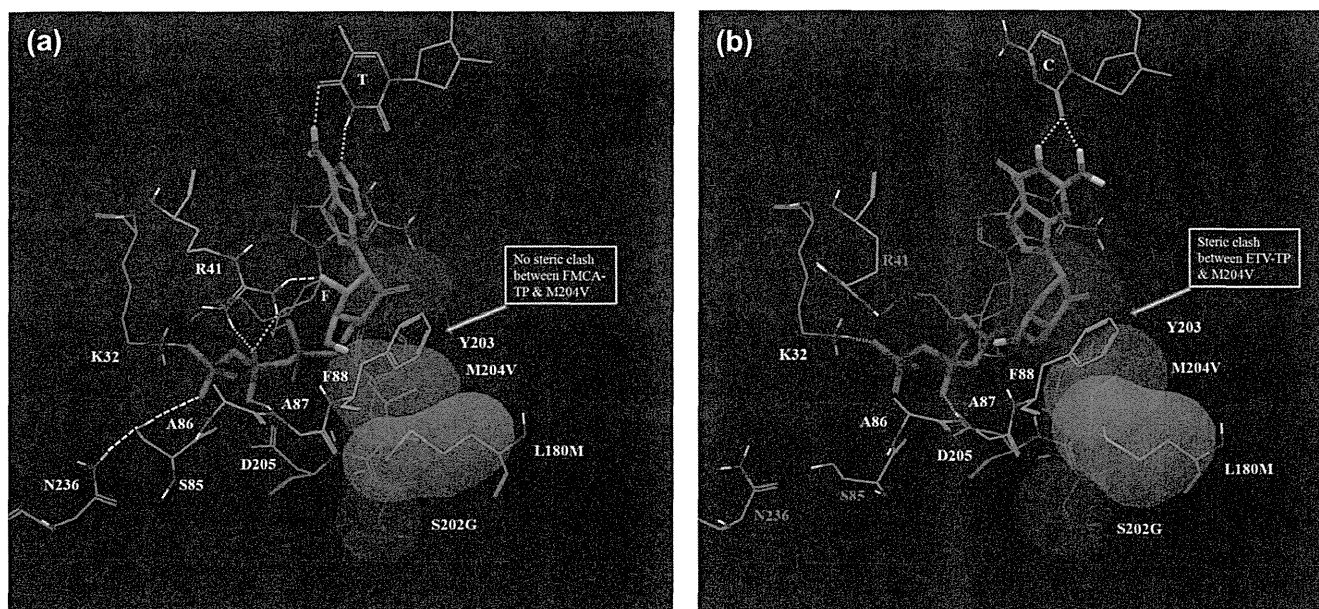 (a)
T
R41
F
No steric clash
between FMCA-
TP & M204V
K32
Y203
F88
M204V
A86
A87
D205
L180M
N236
S85
S202G
(b)
C
R41
Steric clash
between ETV-TP
& M204V
K32
Y203
F88
M204V
A86
A87
D205
L180M
S85
N236
S202G